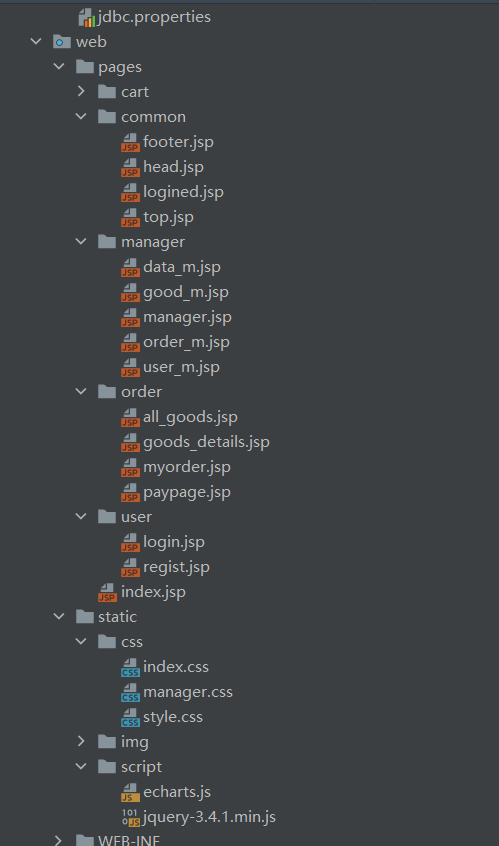 jdbc.properties
web
pages
cart
common
footer.jsp
head.jsp
logined.jsp
top.jsp
manager
data_m.jsp
good_m.jsp
manager.jsp
order_m.jsp
user_m.jsp
order
all_goods.jsp
goods_details.jsp
myorder.jsp
paypage.jsp
user
login.jsp
regist.jsp
index.jsp
static
css
index.css
manager.css
style.css
img
script
echarts.js
jquery-3.4.1.min.js
WEB-INF